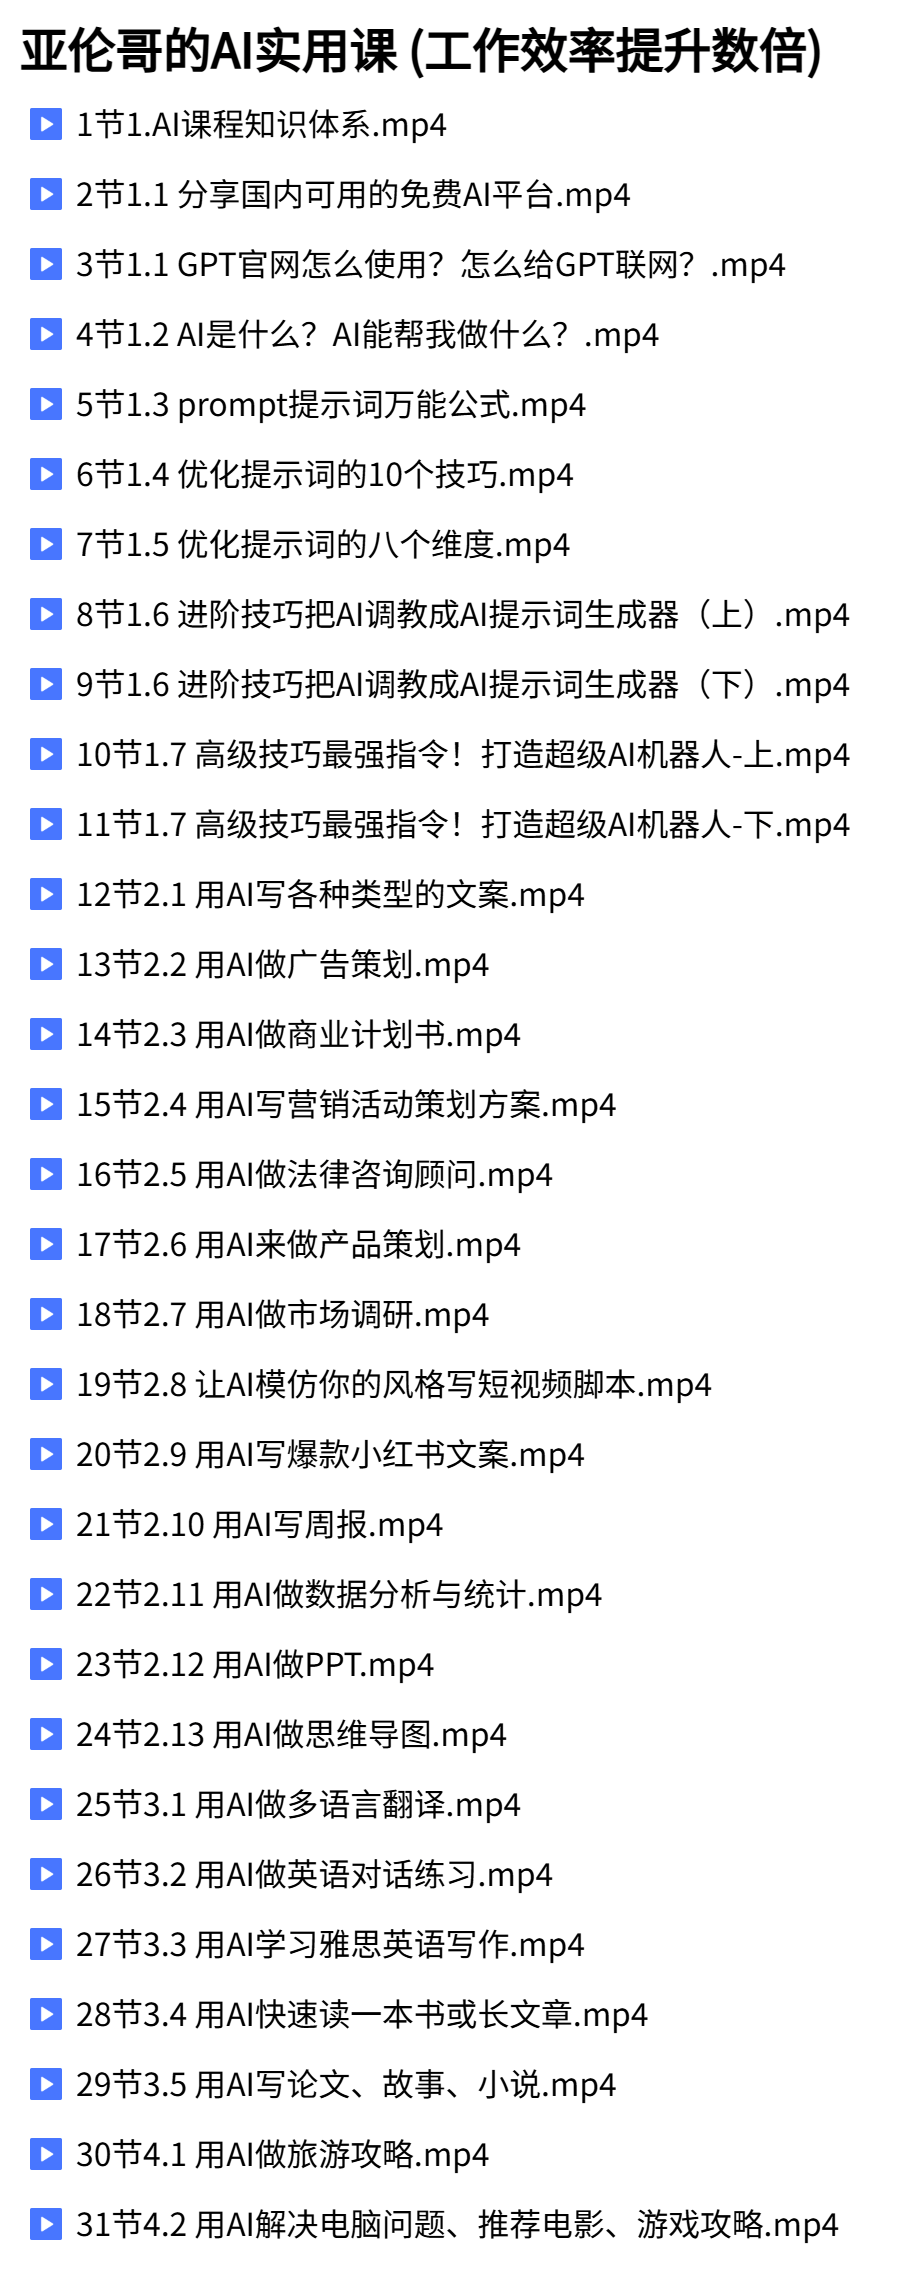 亚伦哥的AI实用课 (工作效率提升数倍)
1节1.AI课程知识体系.mp4
2节1.1 分享国内可用的免费AI平台.mp4
3节1.1 GPT官网怎么使用？怎么给GPT联网？.mp4
4节1.2 AI是什么？AI能帮我做什么？.mp4
5节1.3 prompt提示词万能公式.mp4
6节1.4 优化提示词的10个技巧.mp4
7节1.5 优化提示词的八个维度.mp4
8节1.6 进阶技巧把AI调教成AI提示词生成器（上）.mp4
9节1.6 进阶技巧把AI调教成AI提示词生成器（下）.mp4
10节1.7 高级技巧最强指令！打造超级AI机器人-上.mp4
11节1.7 高级技巧最强指令！打造超级AI机器人-下.mp4
12节2.1 用AI写各种类型的文案.mp4
13节2.2 用AI做广告策划.mp4
14节2.3 用AI做商业计划书.mp4
15节2.4 用AI写营销活动策划方案.mp4
16节2.5 用AI做法律咨询顾问.mp4
17节2.6 用AI来做产品策划.mp4
18节2.7 用AI做市场调研.mp4
19节2.8 让AI模仿你的风格写短视频脚本.mp4
20节2.9 用AI写爆款小红书文案.mp4
21节2.10 用AI写周报.mp4
22节2.11 用AI做数据分析与统计.mp4
23节2.12 用AI做PPT.mp4
24节2.13 用AI做思维导图.mp4
25节3.1 用AI做多语言翻译.mp4
26节3.2 用AI做英语对话练习.mp4
27节3.3 用AI学习雅思英语写作.mp4
28节3.4 用AI快速读一本书或长文章.mp4
29节3.5 用AI写论文、故事、小说.mp4
30节4.1 用AI做旅游攻略.mp4
31节4.2 用AI解决电脑问题、推荐电影、游戏攻略.mp4